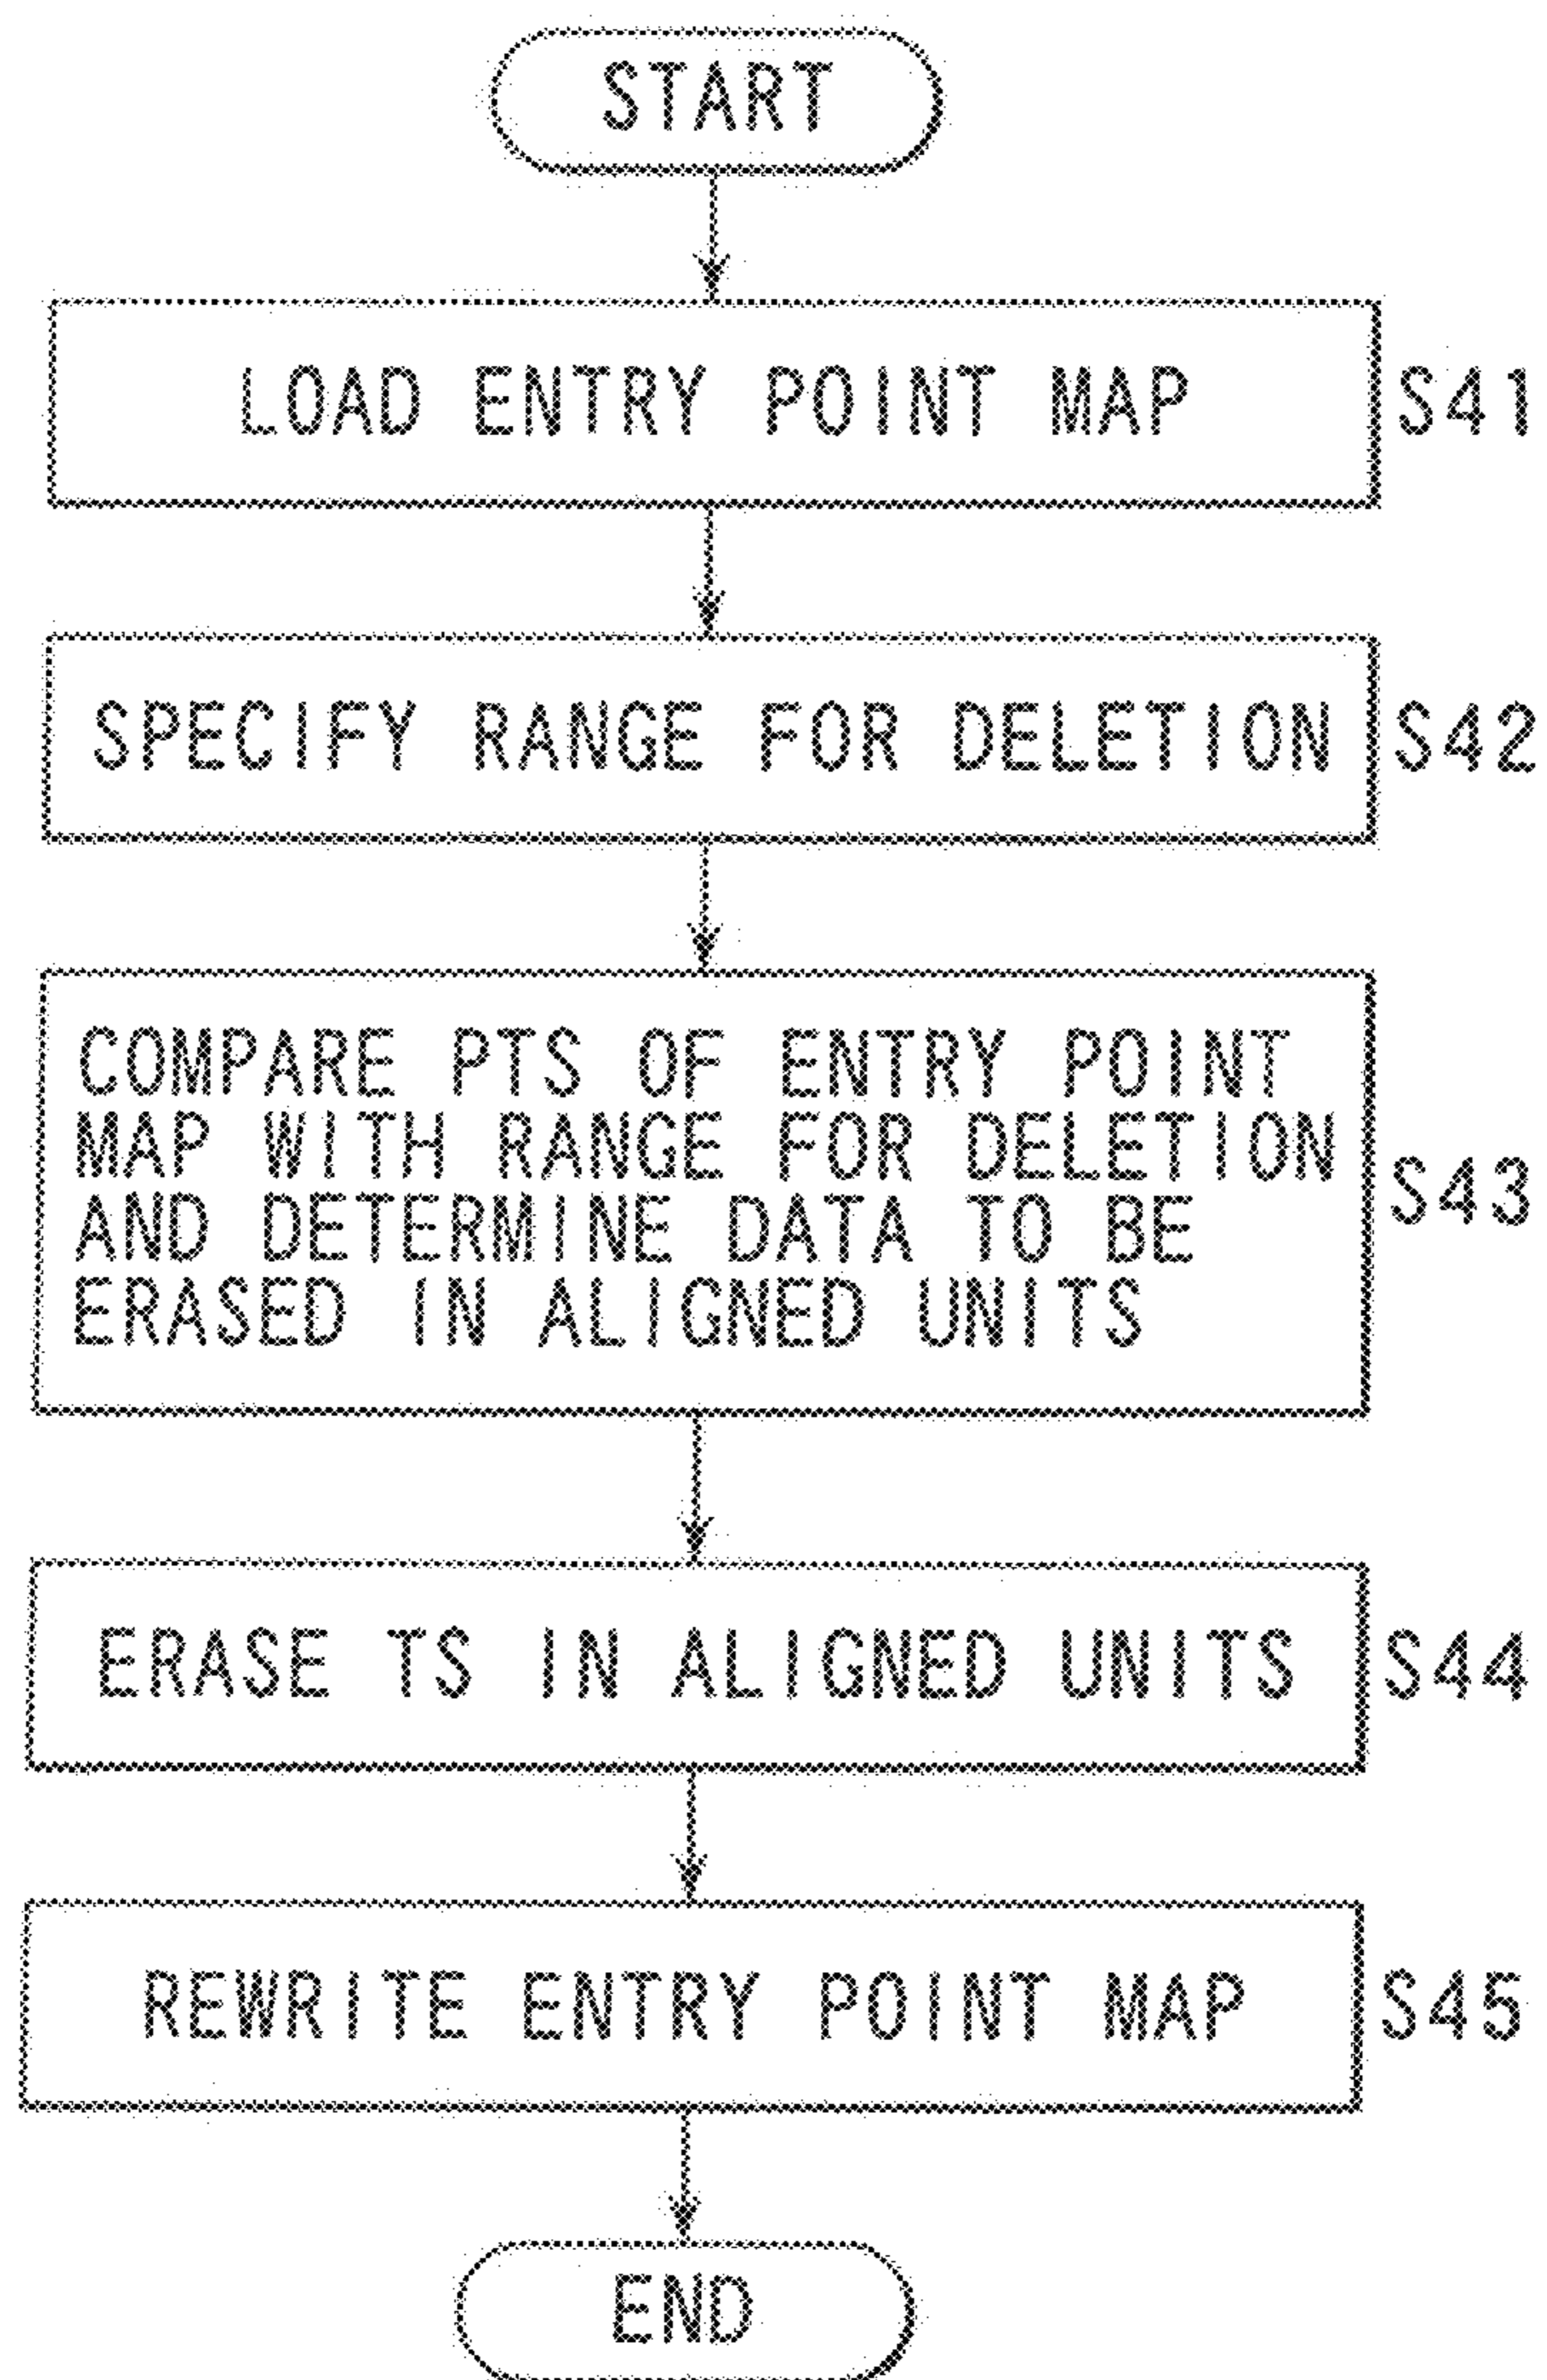 START
LOAD ENTRY POINT MAP
S41
SPECIFY RANGE FOR DELETION
S42
COMPARE PTS OF ENTRY POINT
MAP WITH RANGE FOR DELETION
AND DETERMINE DATA TO BE
ERASED IN ALIGNED UNITS
S43
ERASE TS IN ALIGNED UNITS
S44
REWRITE ENTRY POINT MAP
S45
END